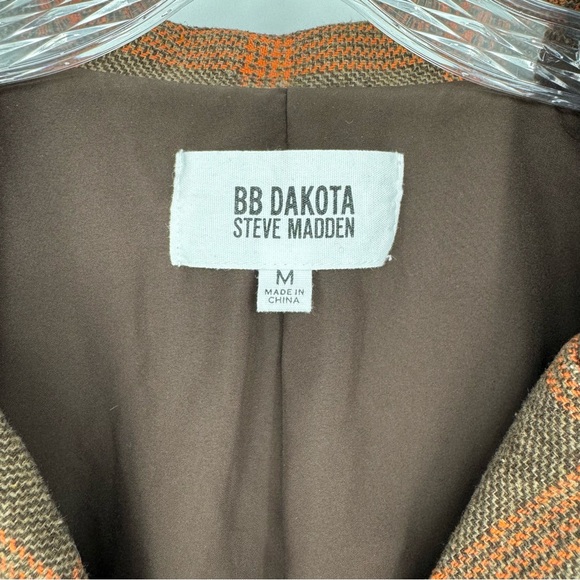 BB DAKOTA
STEVE MADDEN
M
MADE IN
CHINA